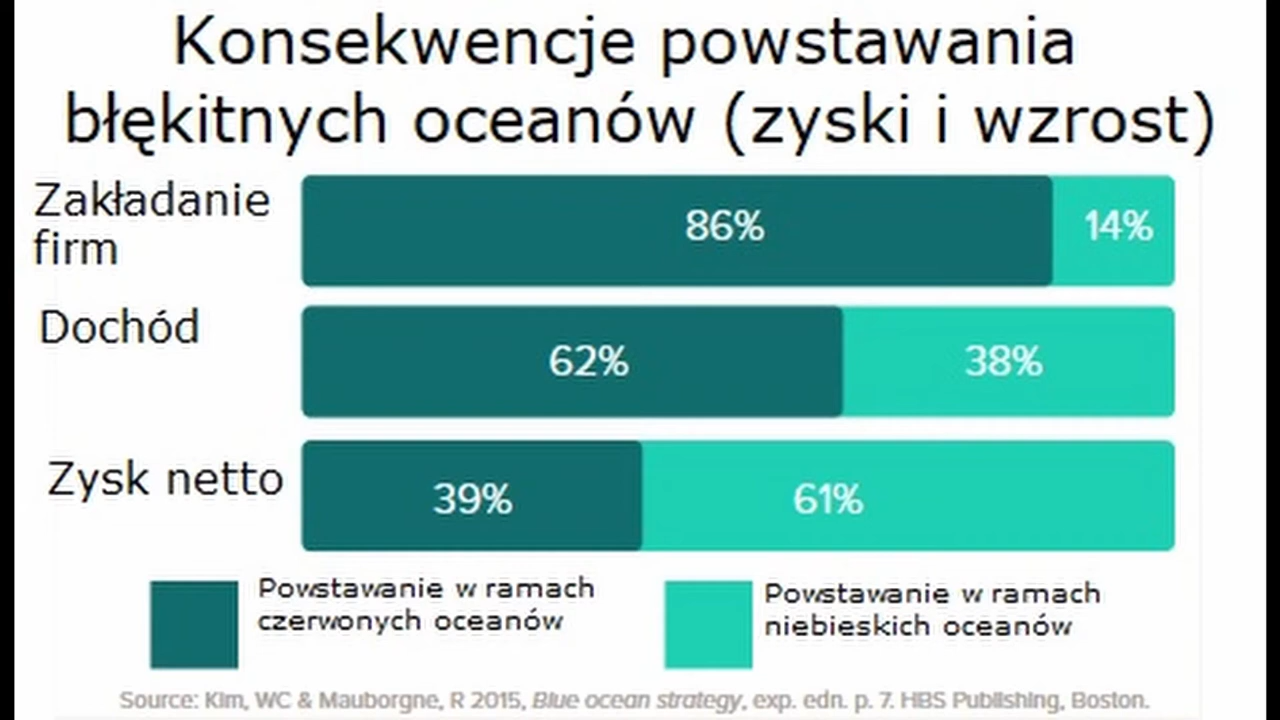 Konsekwencje powstawania
błękitnych oceanów (zyski i wzrost)
Zakładanie
firm
86%
14%
Dochód
62%
38%
Zysk netto
39%
61%
Powstawanie w ramach
czerwonych oceanów
Powstawanie w ramach
niebieskich oceanów
Source: Kim, WC & Mauborgne, R 2015, Blue ocean strategy, exp. edn. p. 7. HBS Publishing, Boston.